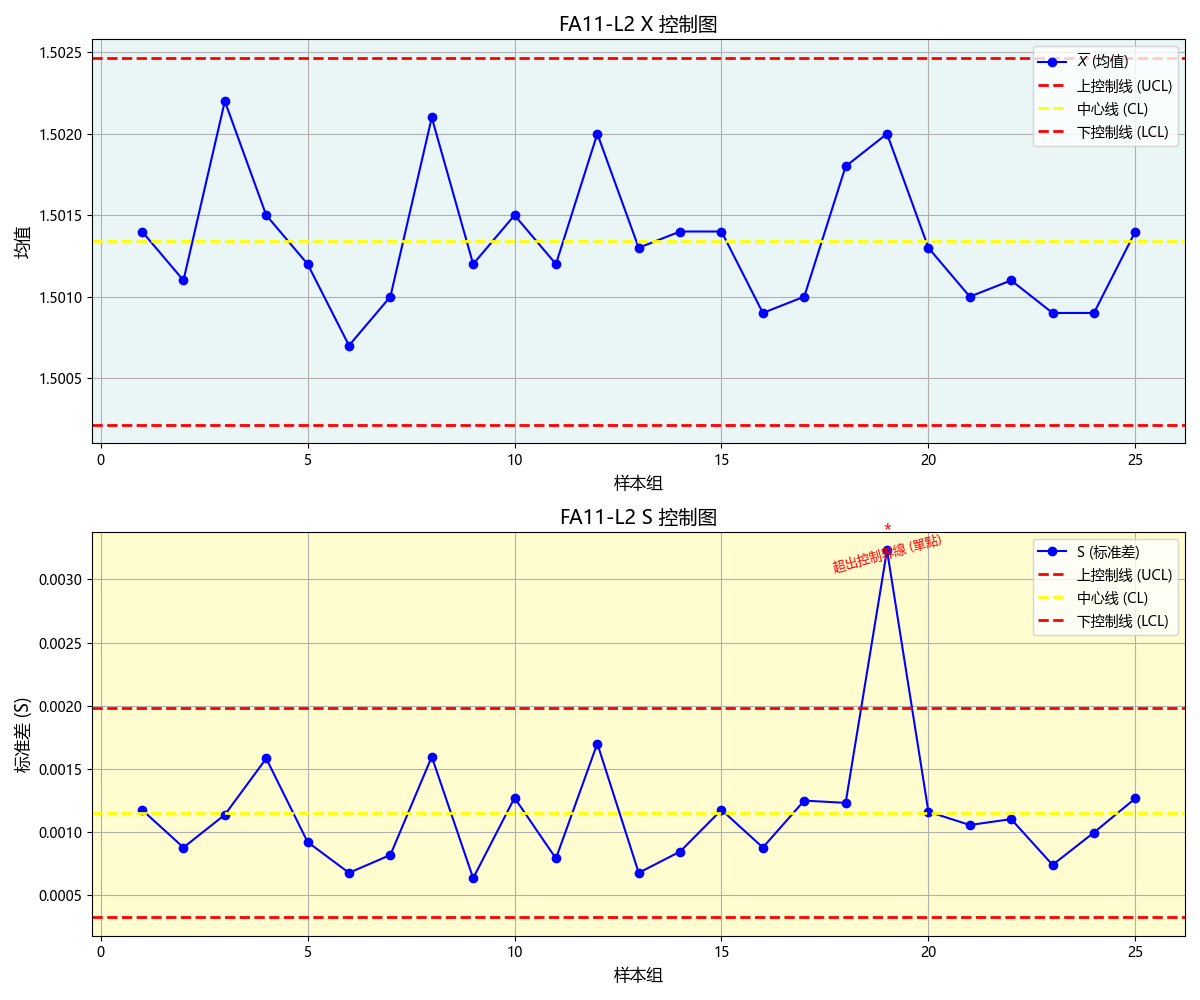 FA11-L2 X 控制图
1.5025
1.5020
1.5015
1.5010
1.5005
均值
X̅ (均值)
上控制线 (UCL)
中心线 (CL)
下控制线 (LCL)
0 5 10 15 20 25
样本组
FA11-L2 S 控制图
*
超出控制界線 (單點)
0.0030
0.0025
0.0020
0.0015
0.0010
0.0005
标准差 (S)
S (标准差)
上控制线 (UCL)
中心线 (CL)
下控制线 (LCL)
0 5 10 15 20 25
样本组